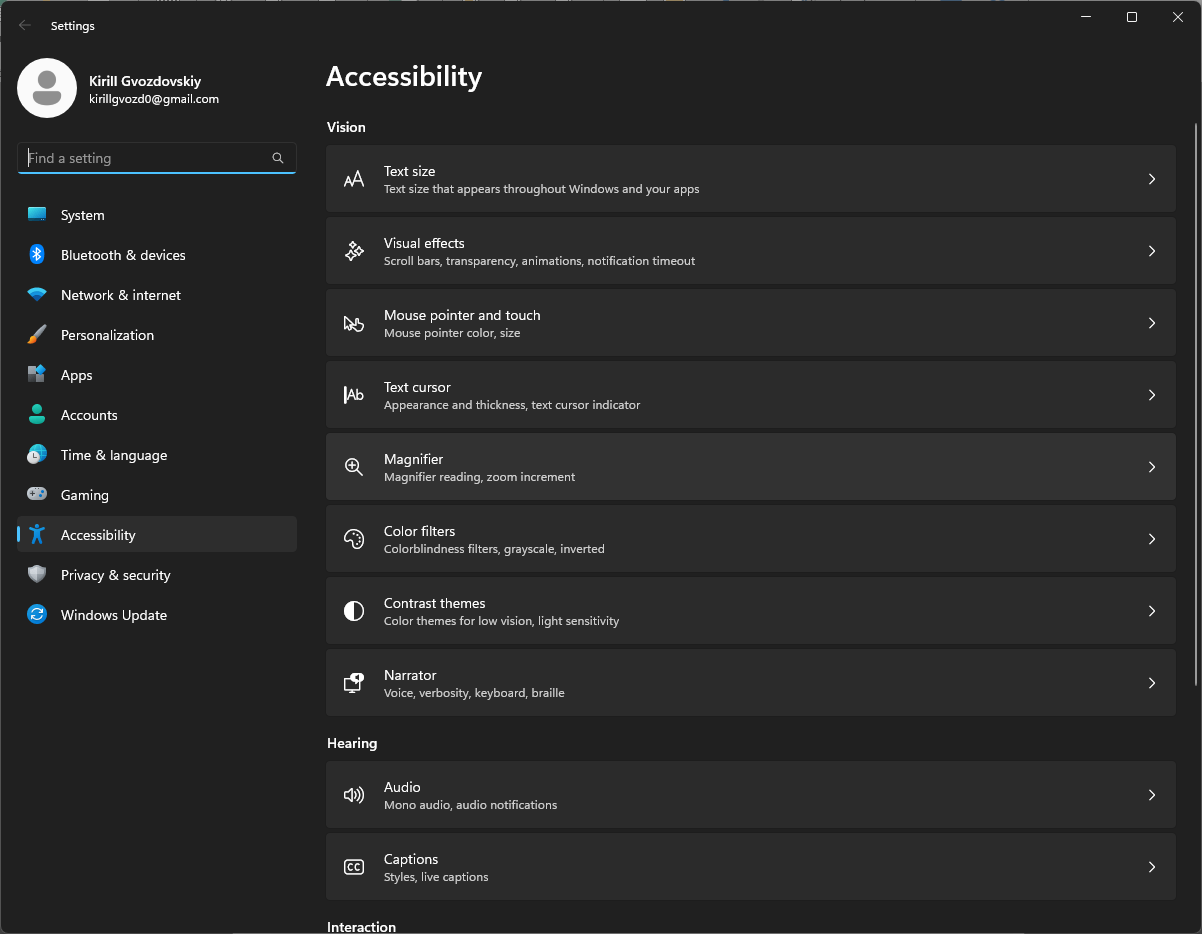 Settings
Kirill Gvozdovskiy
kirillgvozd0@gmail.com
Find a setting
System
Bluetooth & devices
Network & internet
Personalization
Apps
Accounts
Time & language
Gaming
Accessibility
Privacy & security
Windows Update
Accessibility
Vision
Text size
Text size that appears throughout Windows and your apps
Visual effects
Scroll bars, transparency, animations, notification timeout
Mouse pointer and touch
Mouse pointer color, size
Ab
Text cursor
Appearance and thickness, text cursor indicator
Magnifier
Magnifier reading, zoom increment
Color filters
Colorblindness filters, grayscale, inverted
Contrast themes
Color themes for low vision, light sensitivity
Narrator
Voice, verbosity, keyboard, braille
Hearing
Audio
Mono audio, audio notifications
CC
Captions
Styles, live captions
Interaction